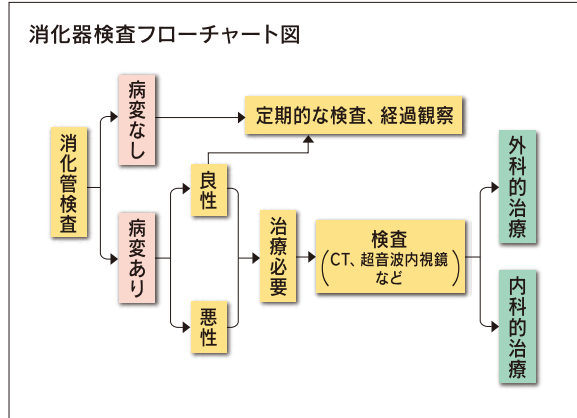 消化器検査フローチャート図
消化管検査
病変なし
病変あり
定期的な検査、経過観察
良性
悪性
治療必要
検査
(CT、超音波内視鏡
など)
外科的治療
内科的治療